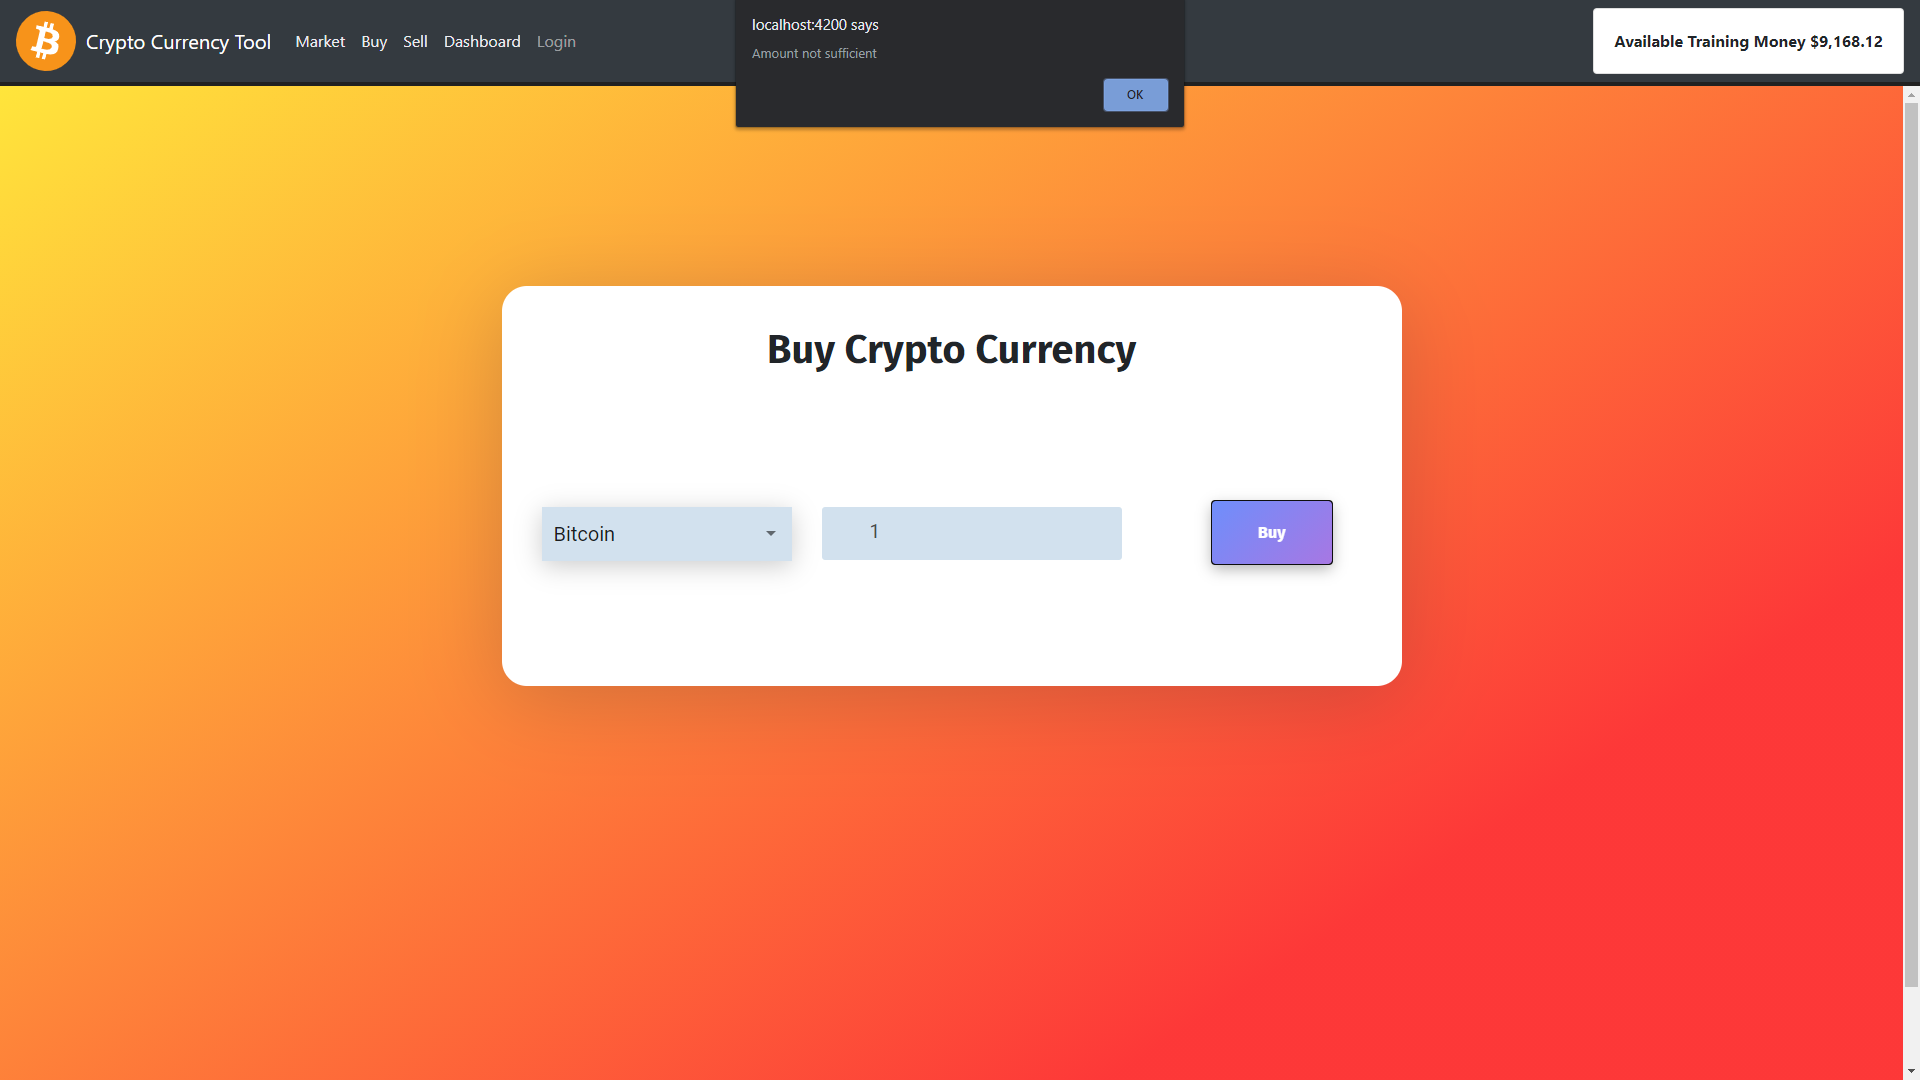 Crypto Currency Tool Market Buy Sell Dashboard Login
localhost:4200 says
Amount not sufficient
OK
Available Training Money $9,168.12
Buy Crypto Currency
Bitcoin 1 Buy